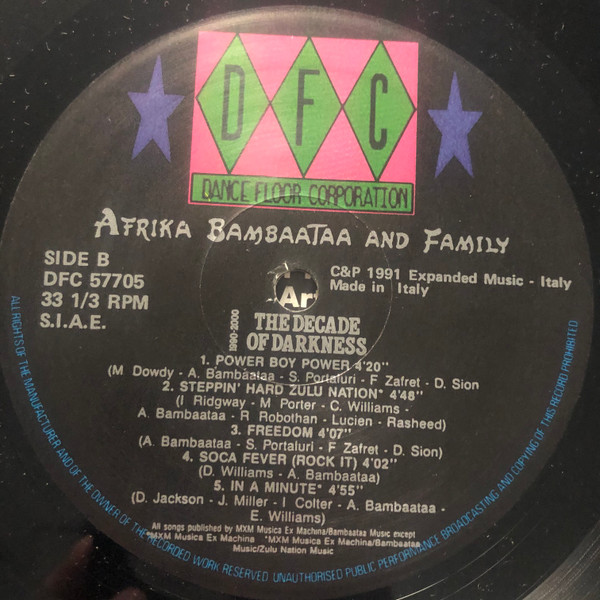 D F C
DANCE FLOOR CORPORATION
AFRIKA BAMBAATAA AND FAMILY
SIDE B
DFC 57705
33 1/3 RPM
S.I.A.E.
C&P 1991 Expanded Music - Italy
Made in Italy
Ar
1990-2000
THE DECADE
OF DARKNESS
1. POWER BOY POWER 4'20"
(M Dowdy - A. Bambaataa - S. Portaluri - F Zafret - D. Sion
2. STEPPIN' HARD ZULU NATION* 4'48"
(I Ridgway - M Porter - C. Williams -
A. Bambaataa - R Robothan - Lucien - Rasheed)
3. FREEDOM 4'07"
(A. Bambaataa - S. Portaluri - F Zafret - D. Sion)
4. SOCA FEVER (ROCK IT) 4'02"
(D. Williams - A. Bambaataa)
5. IN A MINUTE° 4'55"
(D. Jackson - J. Miller - I Colter - A. Bambaataa -
E. Williams)
All songs published by MXM Musica Ex Machina/Bambaataa Music except
*MXM Musica Ex Machina °MXM Musica Ex Machina/Bambaataa
Music/Zulu Nation Music
ALL RIGHTS OF THE MANUFACTURER AND OF THE OWNER OF THE RECORDED WORK RESERVED UNAUTHORISED PUBLIC PERFORMANCE BROADCASTING AND COPYING OF THIS RECORD PROHIBITED